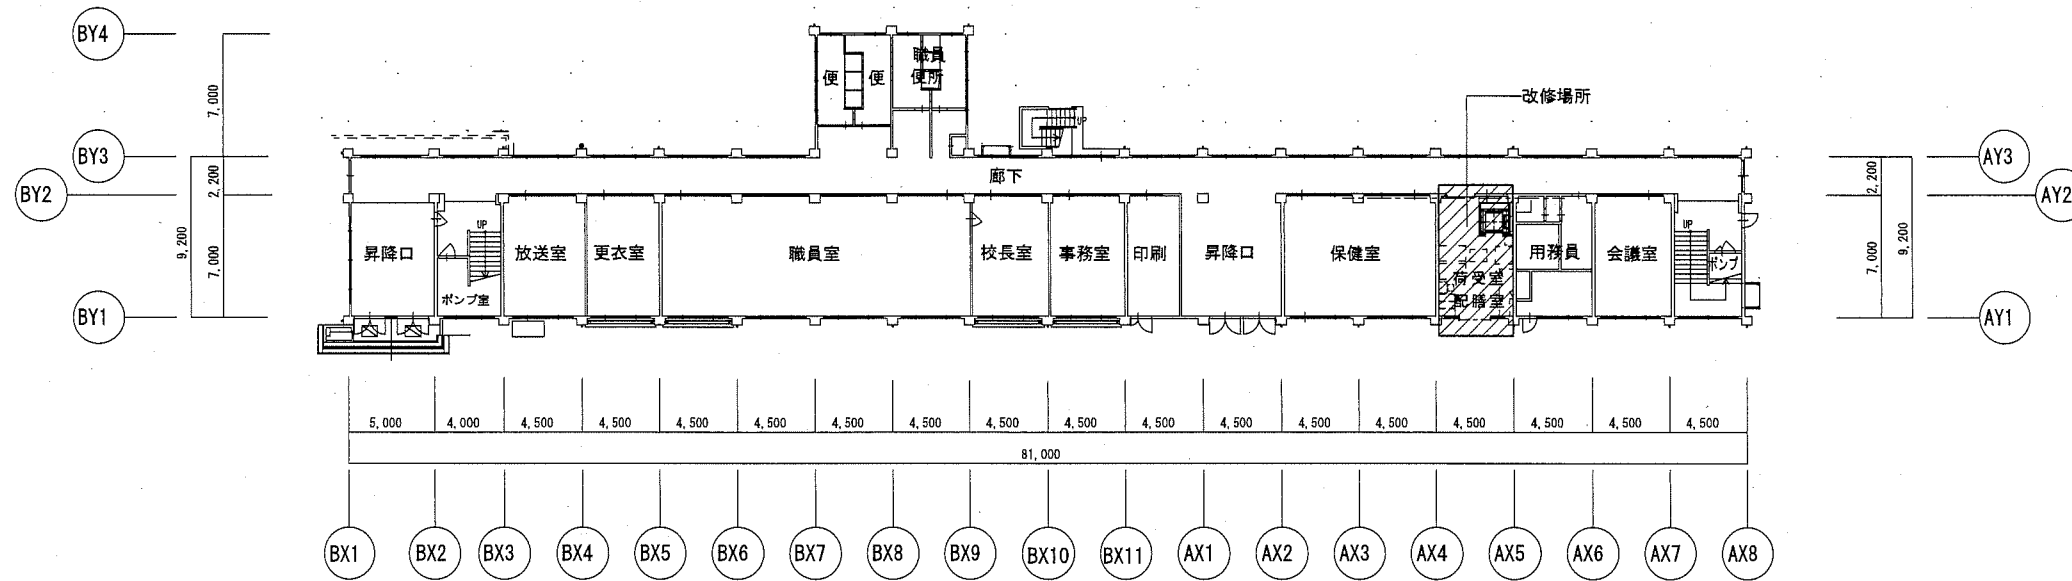 BY4
BY3
BY2
BY1
7,000
2,200
9,200
7,000
便
便
職員
便所
改修場所
UP
廊下
AY3
AY2
AY1
2,200
7,000
9,200
昇降口
UP
ポンプ室
放送室
更衣室
職員室
校長室
事務室
印刷
昇降口
保健室
荷受室
配膳室
用務員
会議室
UP
ポンプ
5,000 4,000 4,500 4,500 4,500 4,500 4,500 4,500 4,500 4,500 4,500 4,500 4,500 4,500 4,500 4,500 4,500 4,500
81,000
BX1 BX2 BX3 BX4 BX5 BX6 BX7 BX8 BX9 BX10 BX11 AX1 AX2 AX3 AX4 AX5 AX6 AX7 AX8